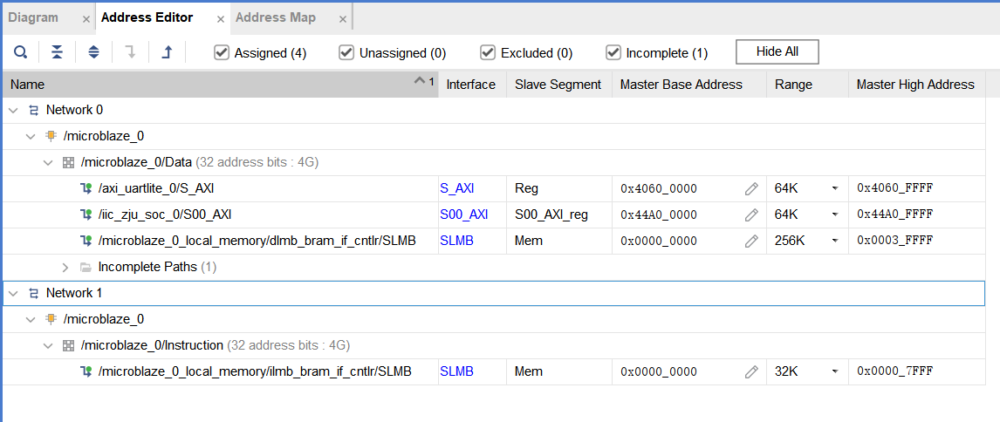 Diagram × Address Editor × Address Map ×
Assigned (4) Unassigned (0) Excluded (0) Incomplete (1) Hide All
Name 1 Interface Slave Segment Master Base Address Range Master High Address
Network 0
/microblaze_0
/microblaze_0/Data (32 address bits : 4G)
/axi_uartlite_0/S_AXI S_AXI Reg 0x4060_0000 64K 0x4060_FFFF
/iic_zju_soc_0/S00_AXI S00_AXI S00_AXI_reg 0x44A0_0000 64K 0x44A0_FFFF
/microblaze_0_local_memory/dlmb_bram_if_cntlr/SLMB SLMB Mem 0x0000_0000 256K 0x0003_FFFF
Incomplete Paths (1)
Network 1
/microblaze_0
/microblaze_0/Instruction (32 address bits : 4G)
/microblaze_0_local_memory/ilmb_bram_if_cntlr/SLMB SLMB Mem 0x0000_0000 32K 0x0000_7FFF